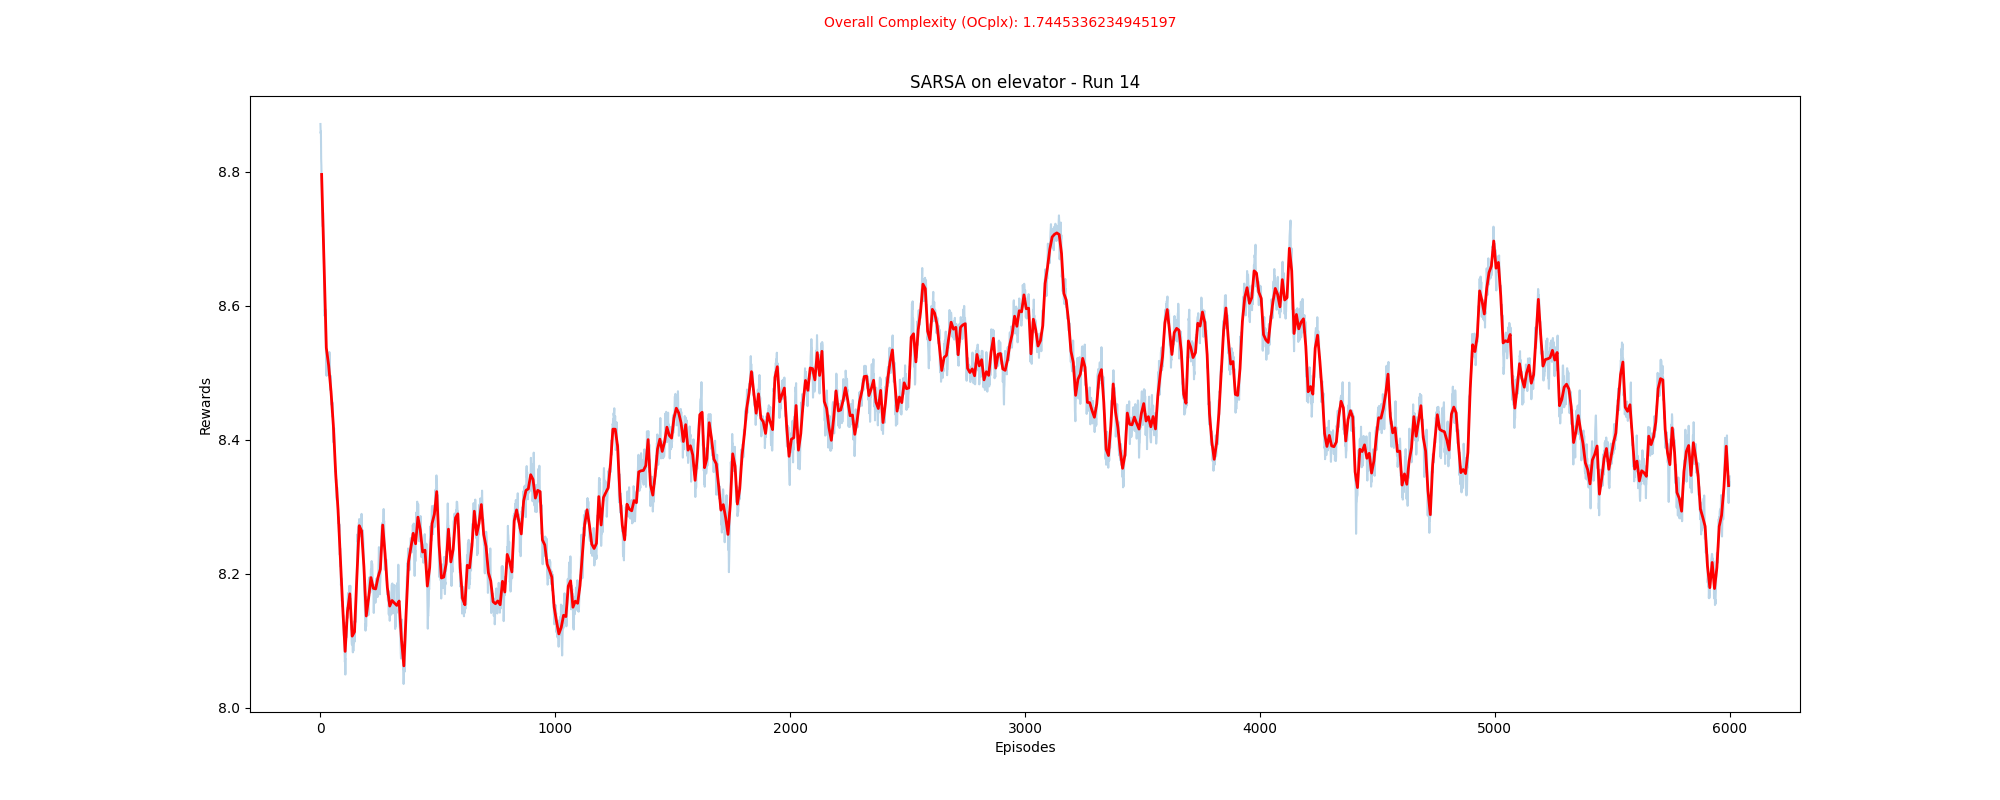 Overall Complexity (OCplx): 1.7445336234945197
SARSA on elevator - Run 14
Rewards
8.8
8.6
8.4
8.2
8.0
0 1000 2000 3000 4000 5000 6000
Episodes